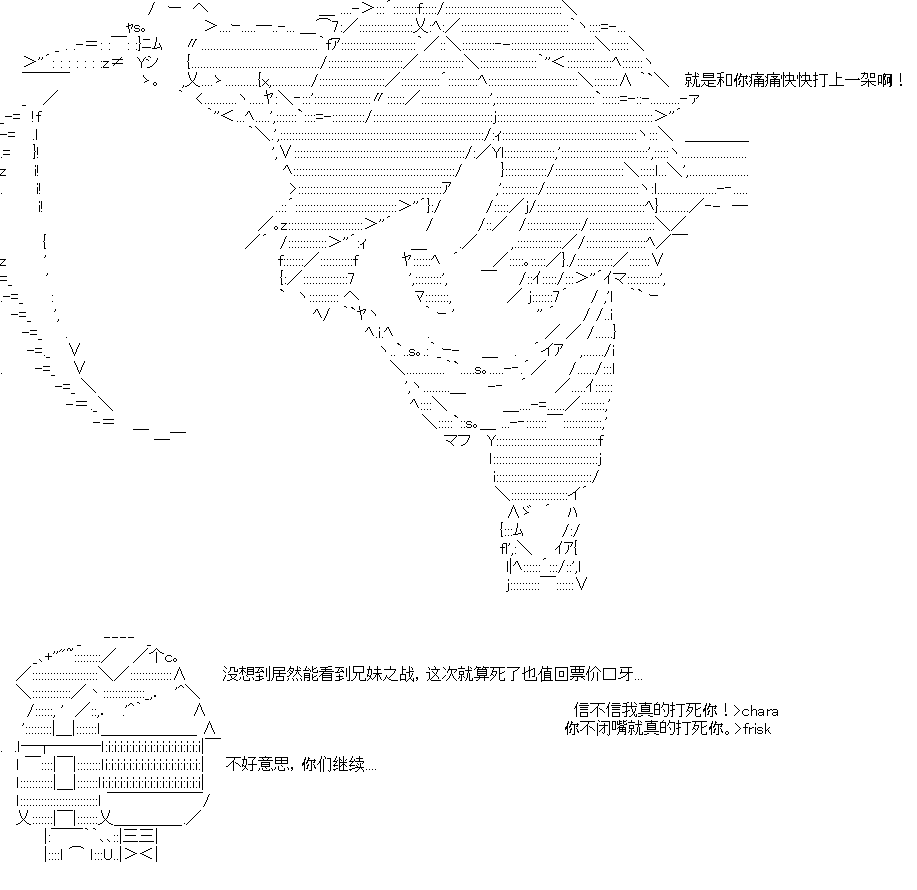 就是和你痛痛快快打上一架啊！
没想到居然能看到兄妹之战，这次就算死了也值回票价口牙...
信不信我真的打死你！>chara
你不闭嘴就真的打死你。>frisk
不好意思，你们继续....